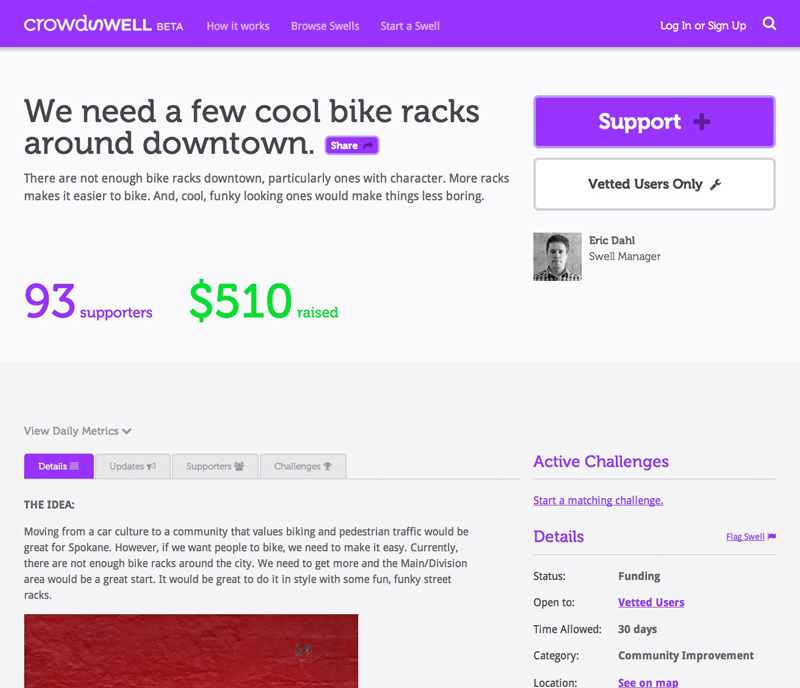 crowdswell BETA
How it works
Browse Swells
Start a Swell
Log In or Sign Up
We need a few cool bike racks
around downtown.
Share
There are not enough bike racks downtown, particularly ones with character. More racks
makes it easier to bike. And, cool, funky looking ones would make things less boring.
Support
Vetted Users Only
Eric Dahl
Swell Manager
93 supporters
$510 raised
View Daily Metrics
Details
Updates
Supporters
Challenges
THE IDEA:
Moving from a car culture to a community that values biking and pedestrian traffic would be
great for Spokane. However, if we want people to bike, we need to make it easy. Currently,
there are not enough bike racks around the city. We need to get more and the Main/Division
area would be a great start. It would be great to do it in style with some fun, funky street
racks.
Active Challenges
Start a matching challenge.
Details
Flag Swell
Status: Funding
Open to: Vetted Users
Time Allowed: 30 days
Category: Community Improvement
Location: See on map